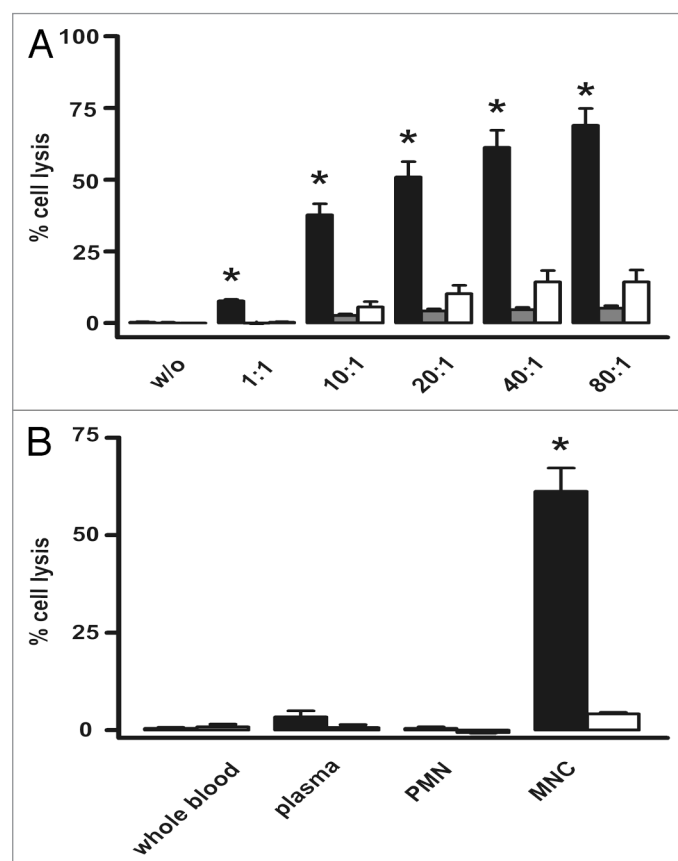 A
100
75
50
25
0
% cell lysis
* * * * *
w/o 1:1 10:1 20:1 40:1 80:1
B
75
50
25
0
% cell lysis
*
whole blood plasma PMN MNC